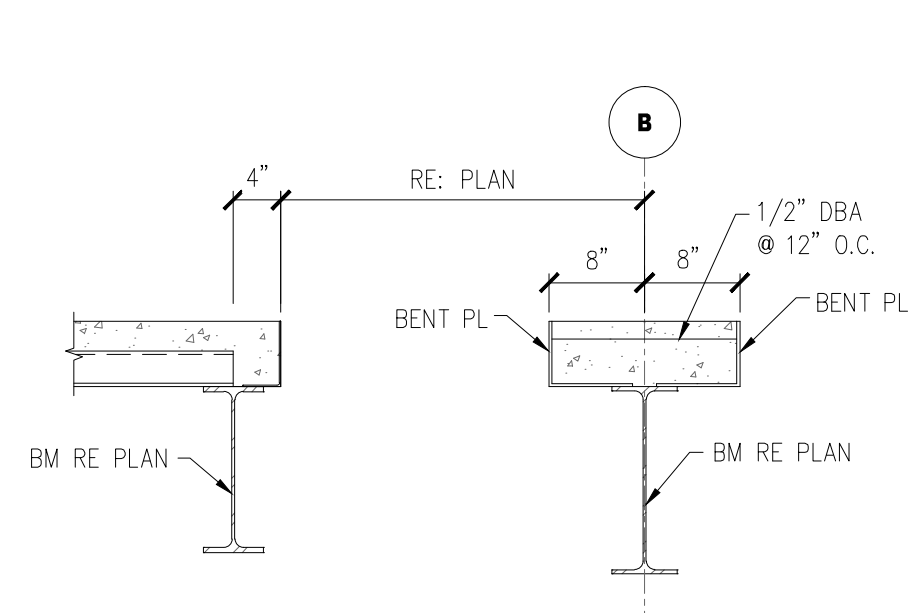 B
4”
RE: PLAN
1/2” DBA
@ 12” O.C.
8”
8”
BENT PL
BENT PL
BM RE PLAN
BM RE PLAN